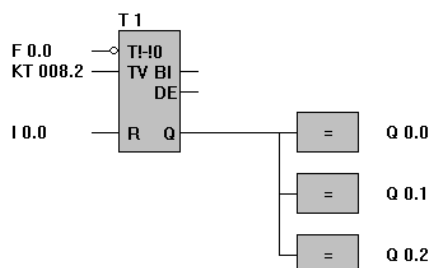 T 1
F 0.0 T!-!0
KT 008.2 TV BI
DE
I 0.0 R Q = Q 0.0
= Q 0.1
= Q 0.2